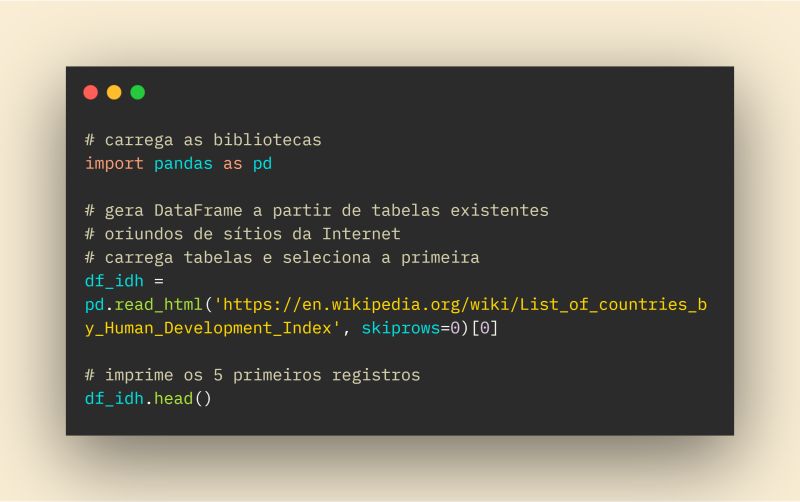 # carrega as bibliotecas
import pandas as pd
# gera DataFrame a partir de tabelas existentes
# oriundos de sítios da Internet
# carrega tabelas e seleciona a primeira
df_idh =
pd.read_html('https://en.wikipedia.org/wiki/List_of_countries_b
y_Human_Development_Index', skiprows=0)[0]
# imprime os 5 primeiros registros
df_idh.head()